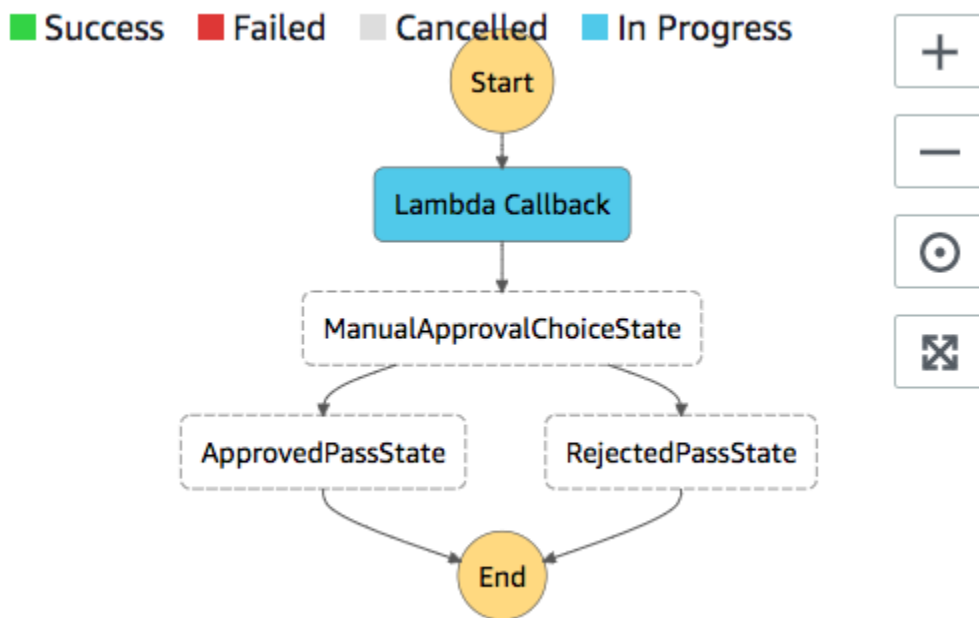 Success Failed Cancelled In Progress
Start
Lambda Callback
ManualApprovalChoiceState
ApprovedPassState RejectedPassState
End